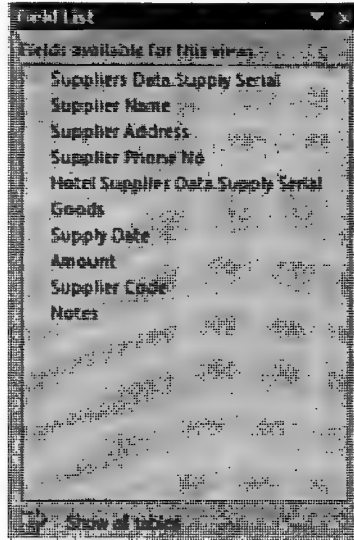 Field List
Fields available for this view:
Suppliers Data.Supply Serial
Supplier Name
Supplier Address
Supplier Phone No
Hotel Supplies Data.Supply Serial
Goods
Supply Date
Amount
Supplier Code
Notes
Show all tables